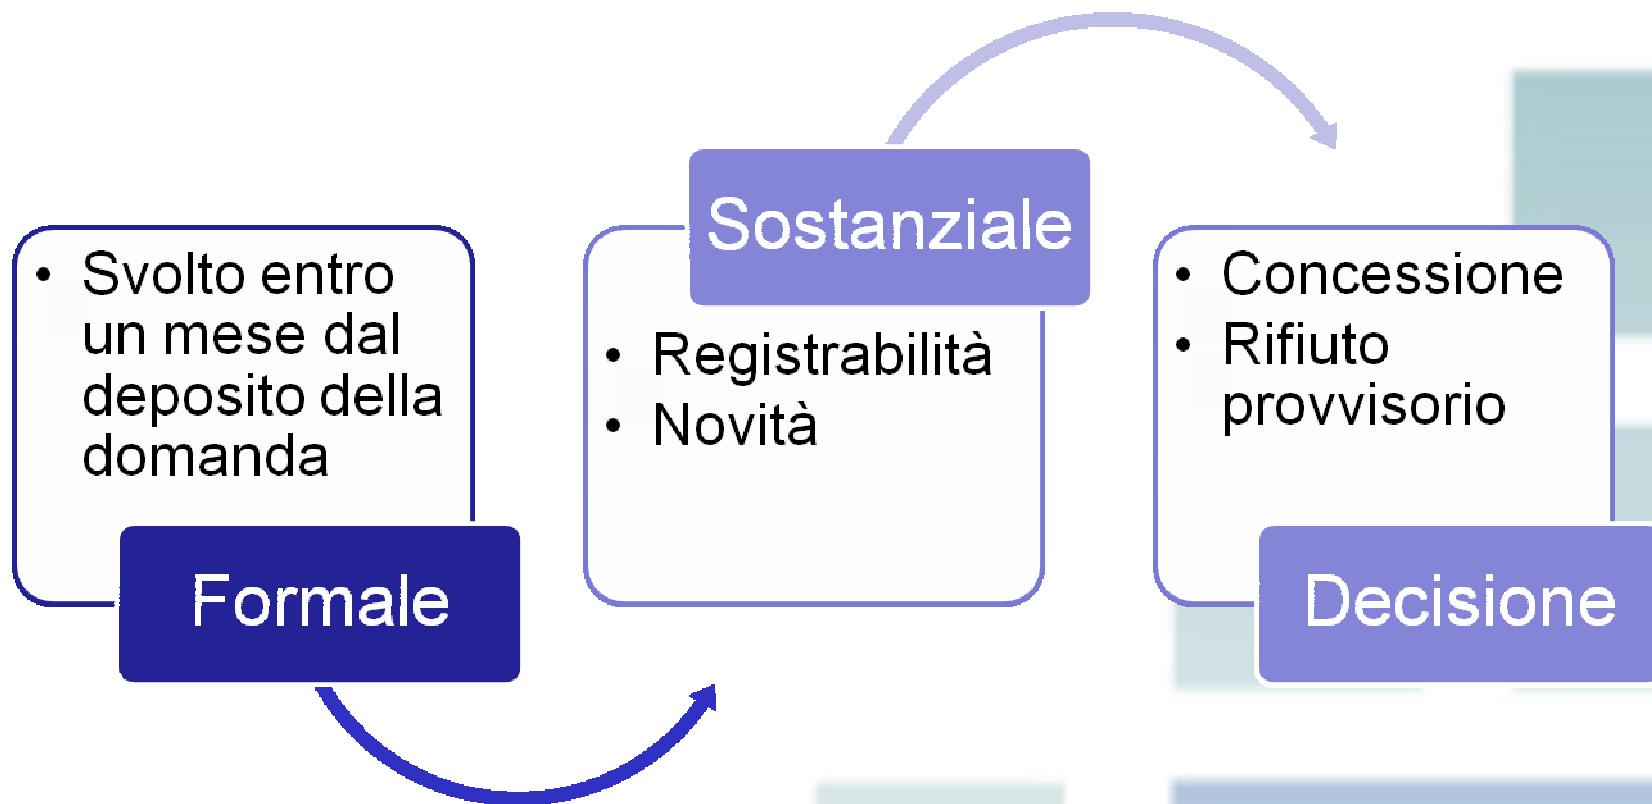 • Svolto entro
un mese dal
deposito della
domanda
Formale
Sostanziale
• Registrabilità
• Novità
• Concessione
• Rifiuto
provvisorio
Decisione